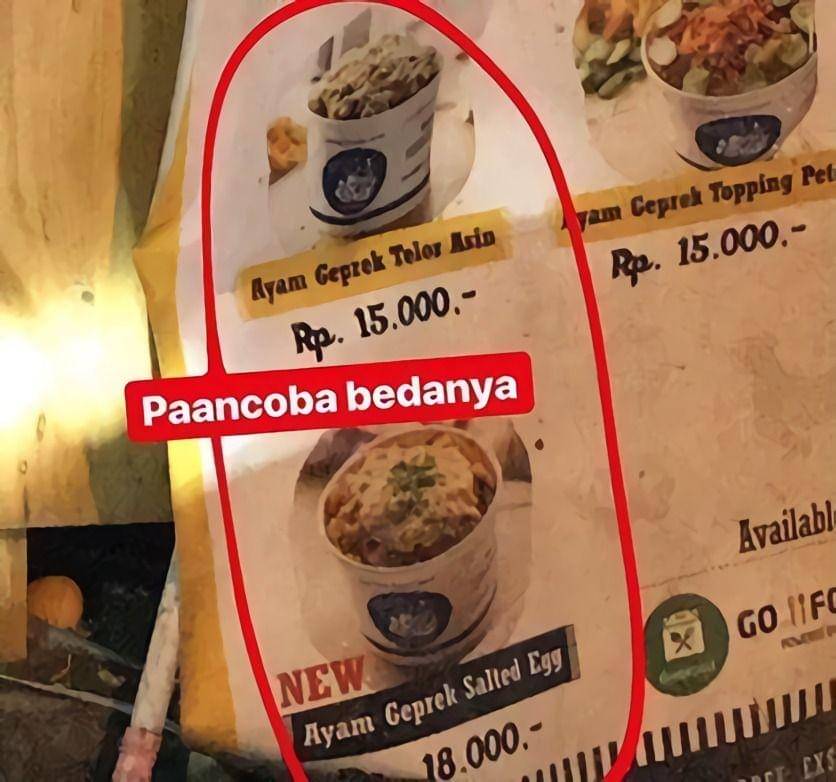 Ayam Geprek Telor Asin
Rp. 15.000.-
Ayam Geprek Topping
Rp. 15.000.-
Paancoba bedanya
NEW
Ayam Geprek Salted Egg
18.000.-
GO